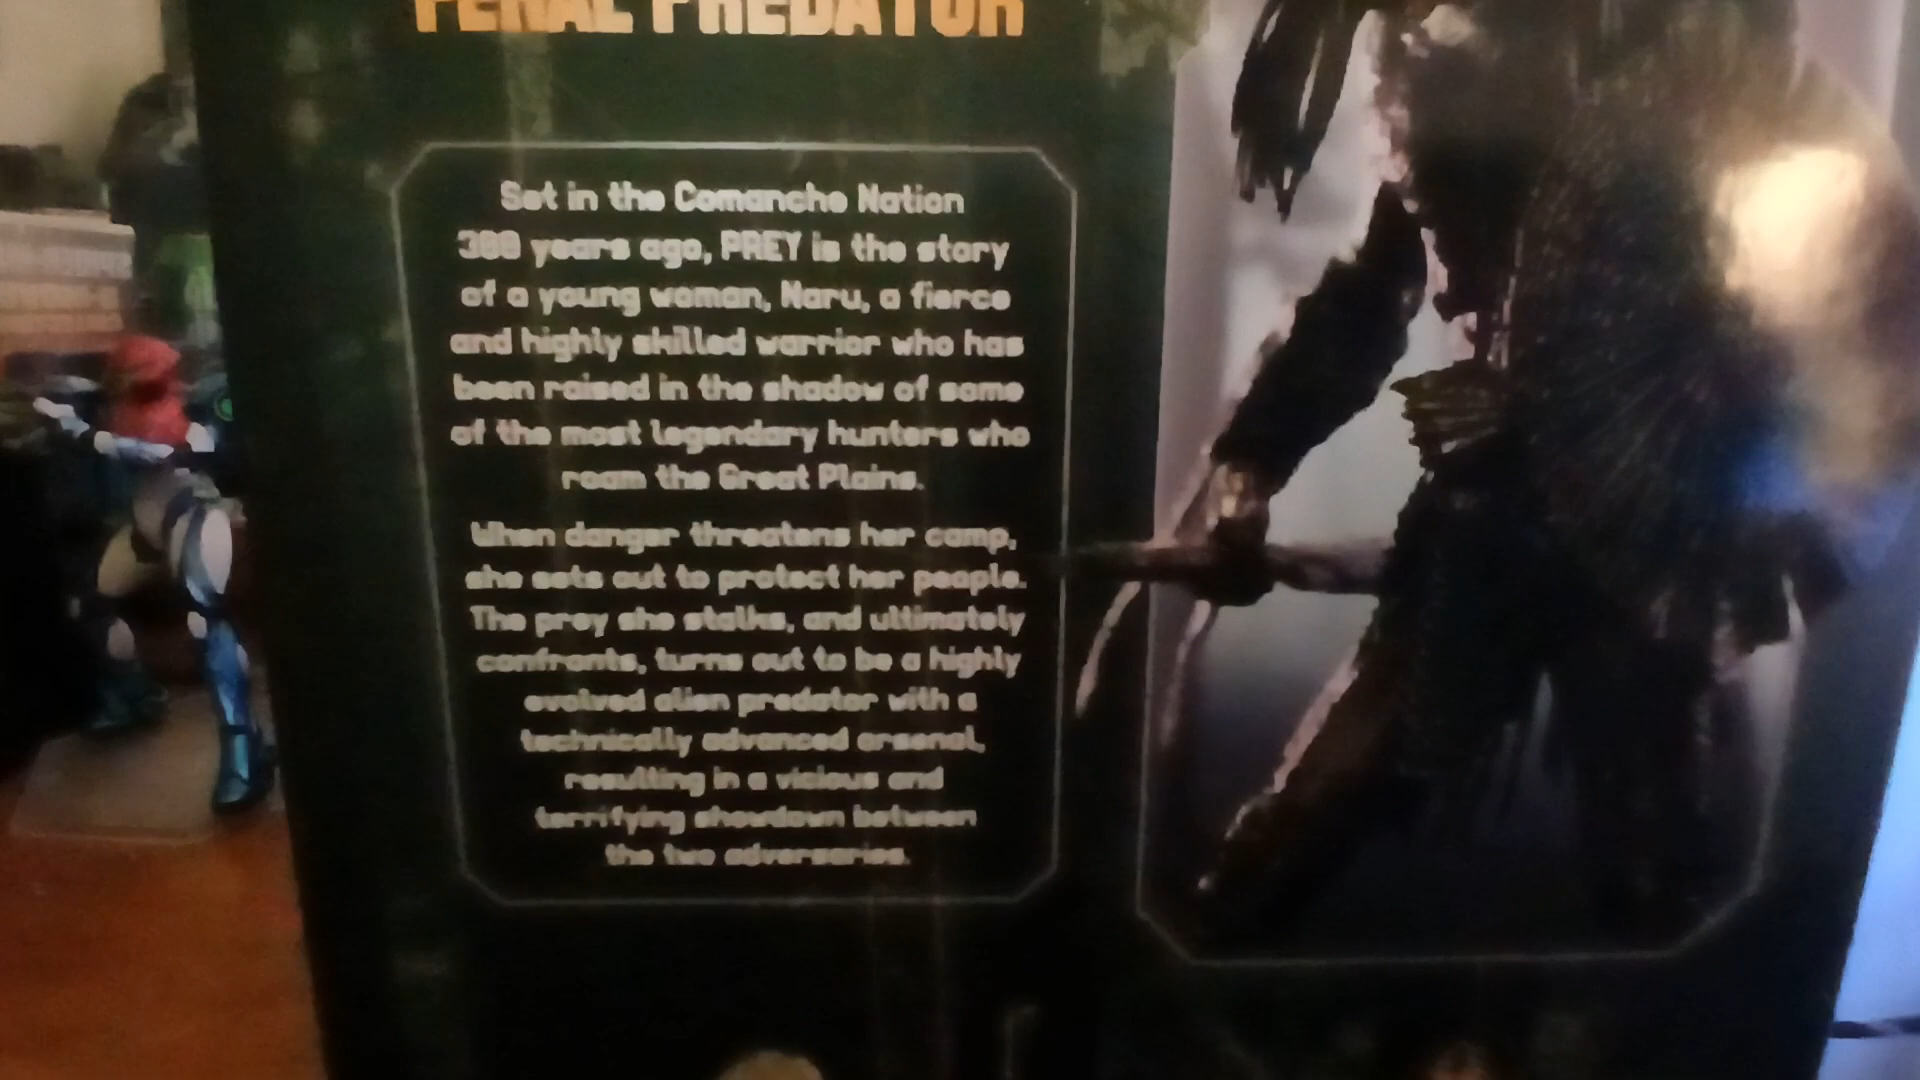 FERAL PREDATOR
Set in the Comanche Nation
300 years ago, PREY is the story
of a young woman, Naru, a fierce
and highly skilled warrior who has
been raised in the shadow of some
of the most legendary hunters who
roam the Great Plains.
When danger threatens her camp,
she sets out to protect her people.
The prey she stalks, and ultimately
confronts, turns out to be a highly
evolved alien predator with a
technically advanced arsenal,
resulting in a vicious and
terrifying showdown between
the two adversaries.